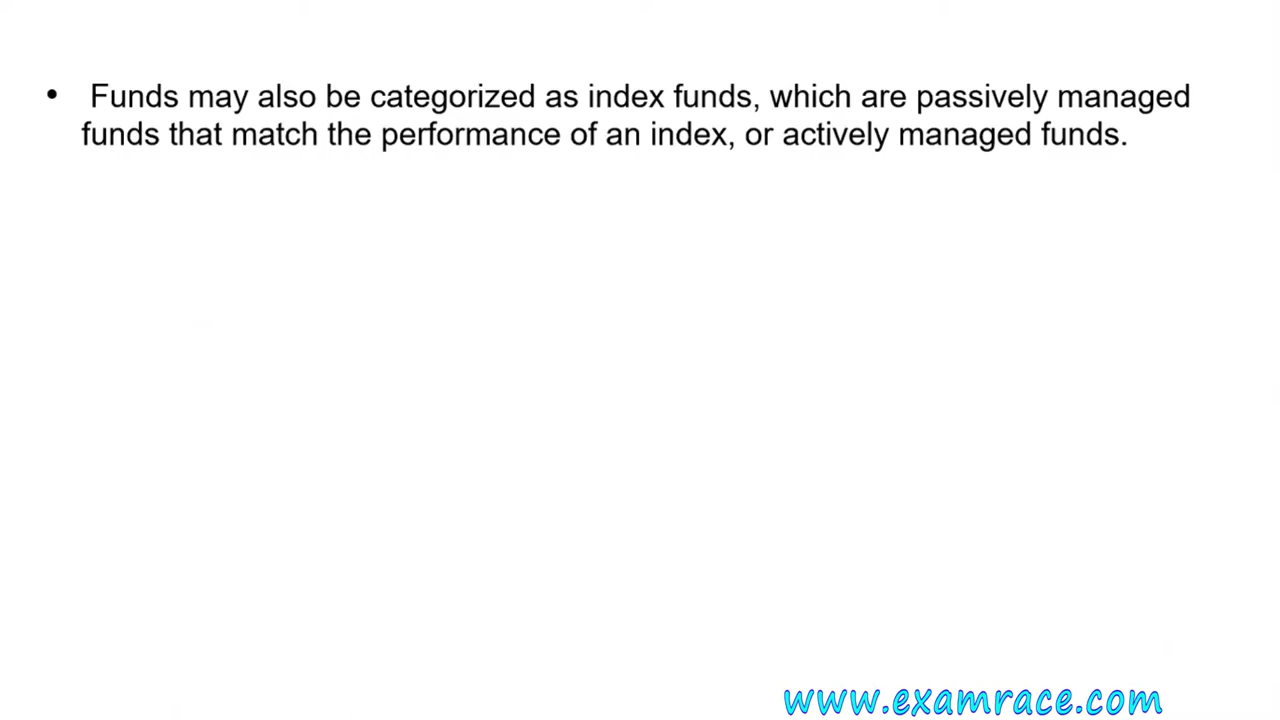 • Funds may also be categorized as index funds, which are passively managed
funds that match the performance of an index, or actively managed funds.
www.examrace.com